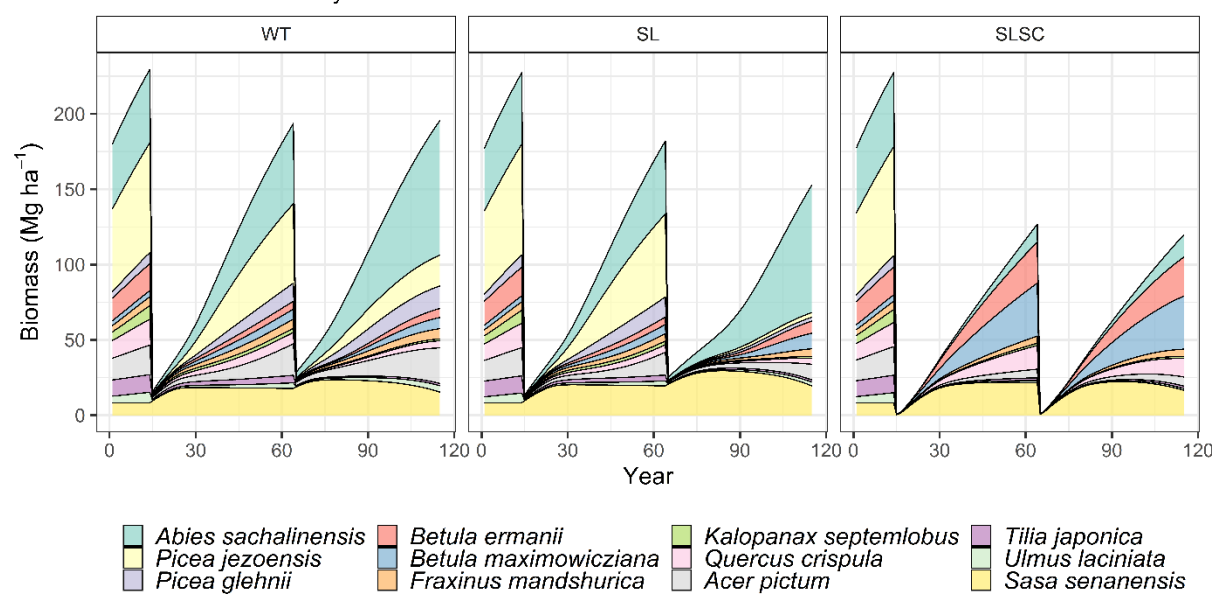 WT SL SLSC
Biomass (Mg ha⁻¹)
200
150
100
50
0
0 30 60 90 120 0 30 60 90 120 0 30 60 90 120
Year
Abies sachalinensis Betula ermanii Kalopanax septemlobus Tilia japonica
Picea jezoensis Betula maximowicziana Quercus crispula Ulmus laciniata
Picea glehnii Fraxinus mandshurica Acer pictum Sasa senanensis